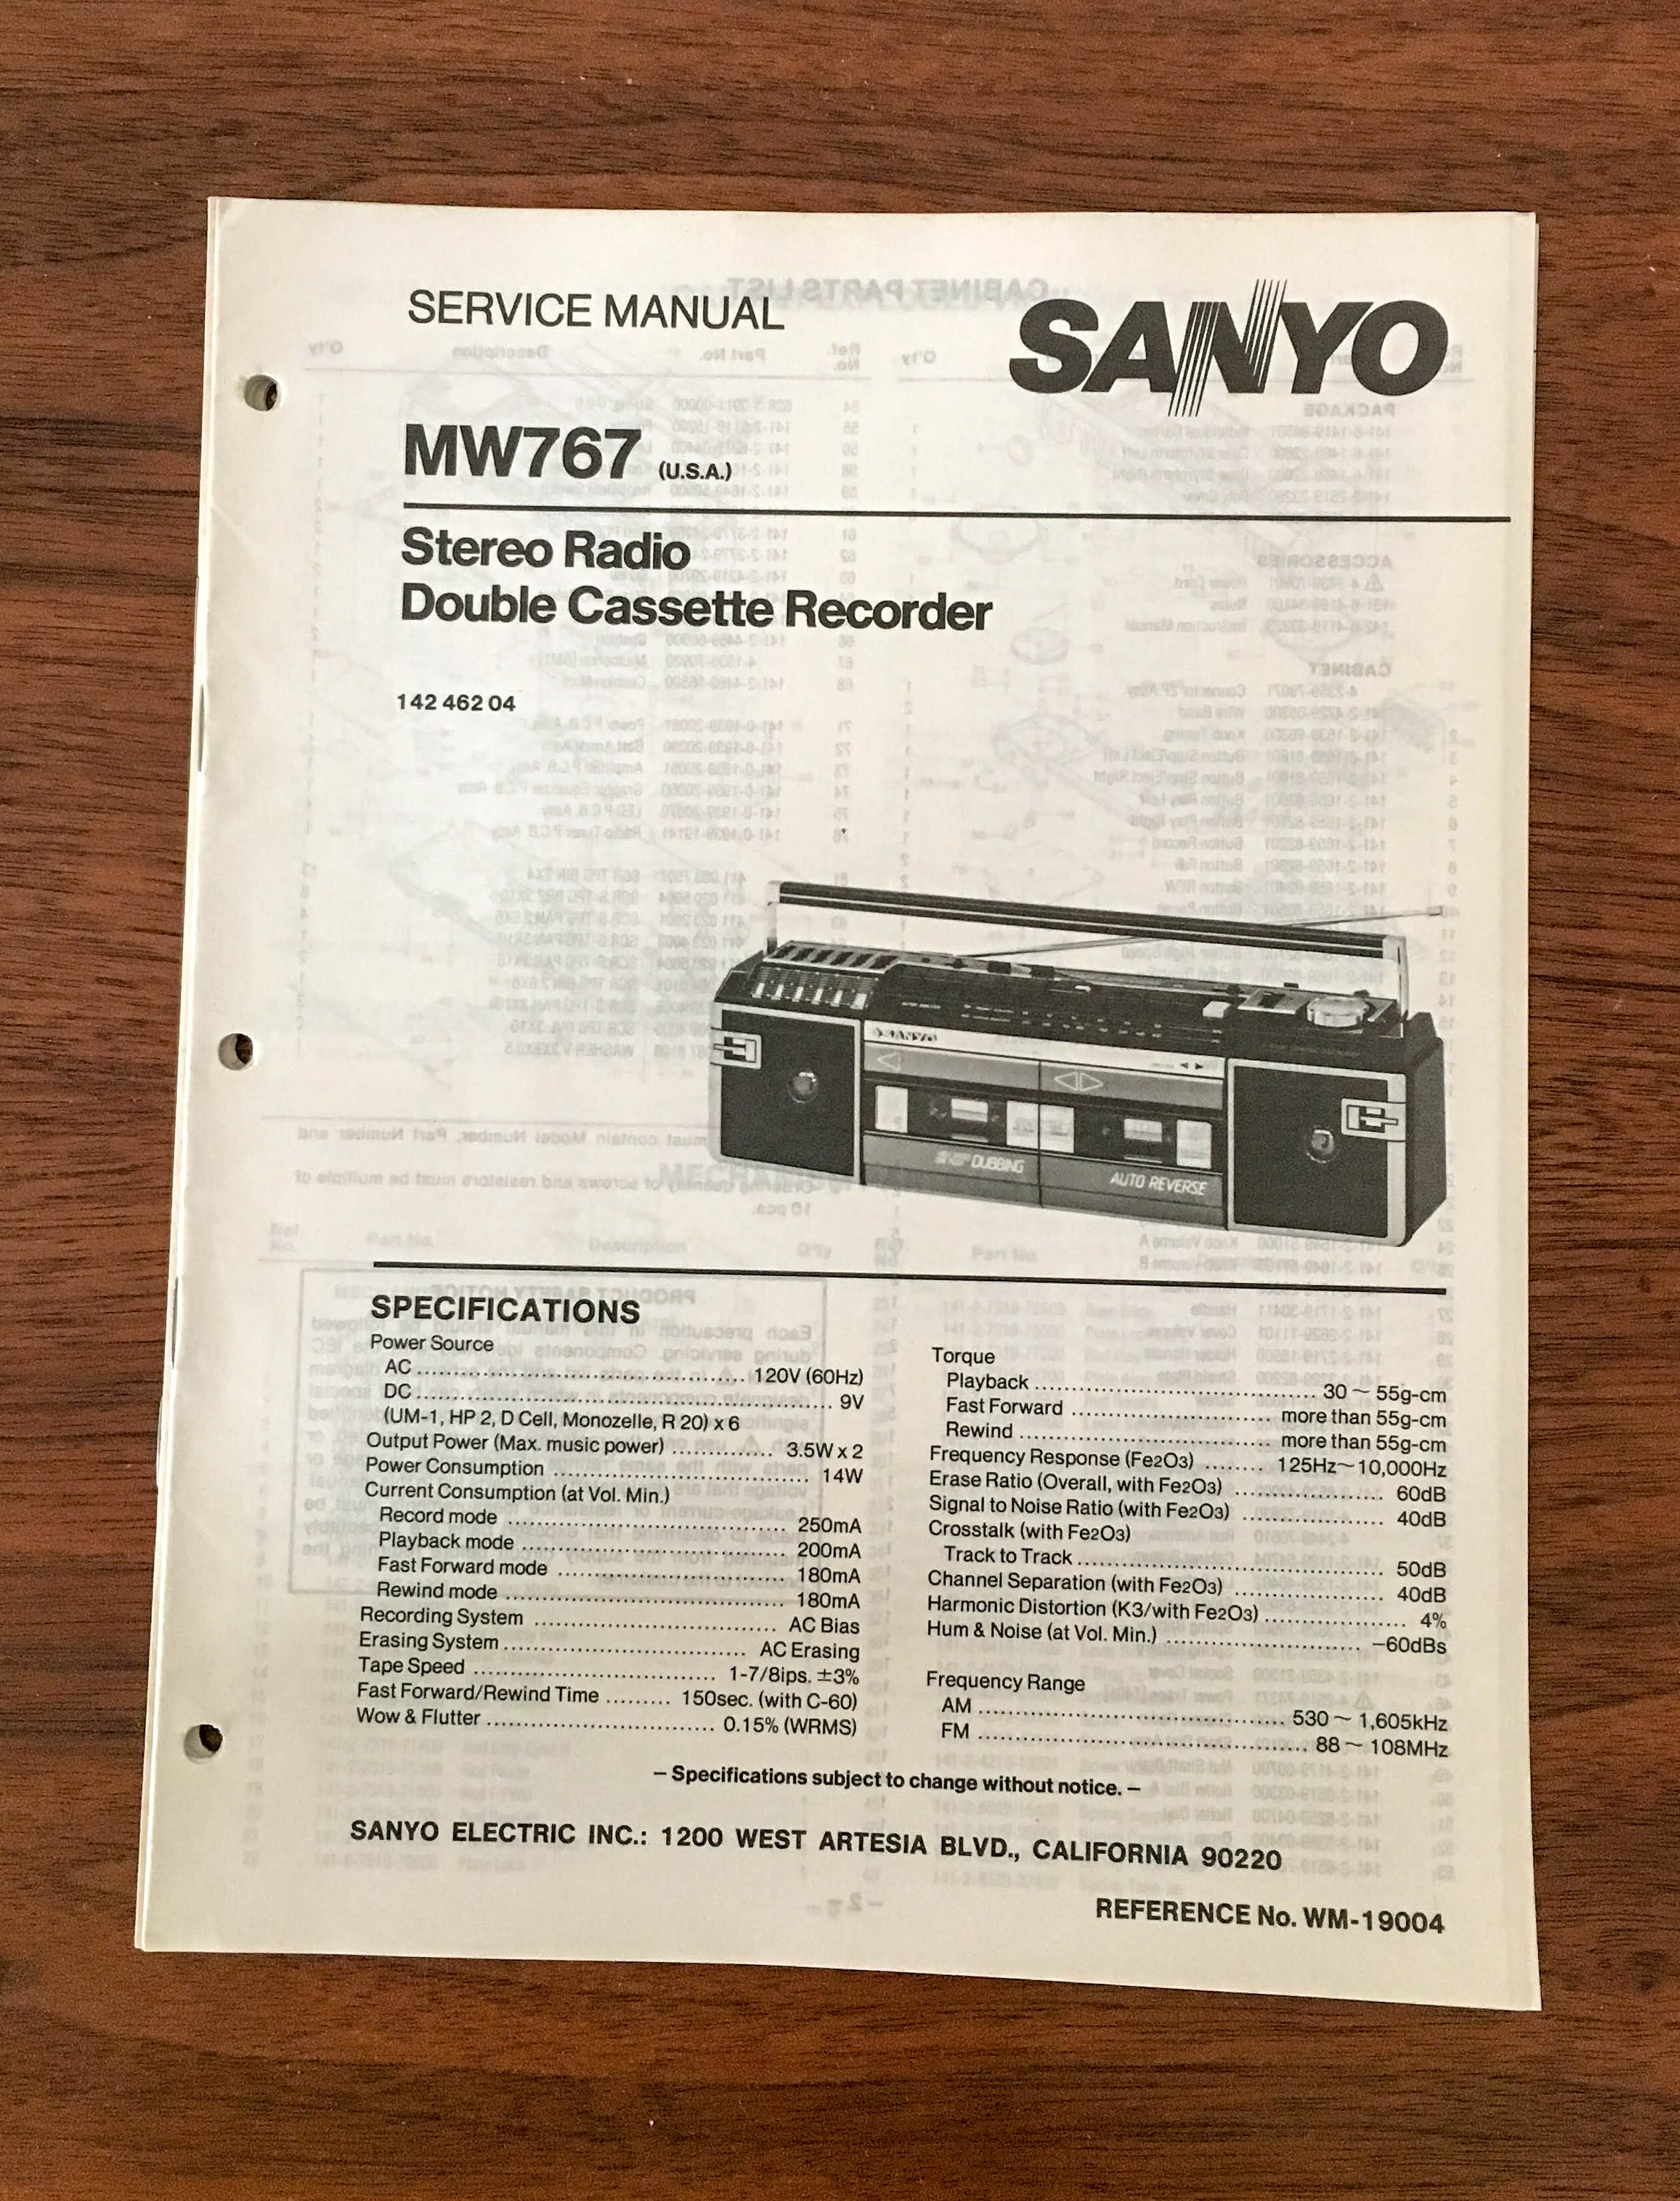 SERVICE MANUAL
SANYO
MW767 (U.S.A.)
Stereo Radio
Double Cassette Recorder
142 462 04
SANYO
DUBBING
AUTO REVERSE
SPECIFICATIONS
Power Source
AC ........ 120V (60Hz)
DC ........ 9V
(UM-1, HP 2, D Cell, Monozelle, R 20) x 6
Output Power (Max. music power) ........ 3.5W x 2
Power Consumption ........ 14W
Current Consumption (at Vol. Min.)
Record mode ........ 250mA
Playback mode ........ 200mA
Fast Forward mode ........ 180mA
Rewind mode ........ 180mA
Recording System ........ AC Bias
Erasing System ........ AC Erasing
Tape Speed ........ 1-7/8ips. ±3%
Fast Forward/Rewind Time ........ 150sec. (with C-60)
Wow & Flutter ........ 0.15% (WRMS)
Torque
Playback ........ 30 ~ 55g-cm
Fast Forward ........ more than 55g-cm
Rewind ........ more than 55g-cm
Frequency Response (Fe2O3) ........ 125Hz~10,000Hz
Erase Ratio (Overall, with Fe2O3) ........ 60dB
Signal to Noise Ratio (with Fe2O3) ........ 40dB
Crosstalk (with Fe2O3)
Track to Track ........ 50dB
Channel Separation (with Fe2O3) ........ 40dB
Harmonic Distortion (K3/with Fe2O3) ........ 4%
Hum & Noise (at Vol. Min.) ........ −60dBs
Frequency Range
AM ........ 530 ~ 1,605kHz
FM ........ 88 ~ 108MHz
– Specifications subject to change without notice. –
SANYO ELECTRIC INC.: 1200 WEST ARTESIA BLVD., CALIFORNIA 90220
REFERENCE No. WM-19004